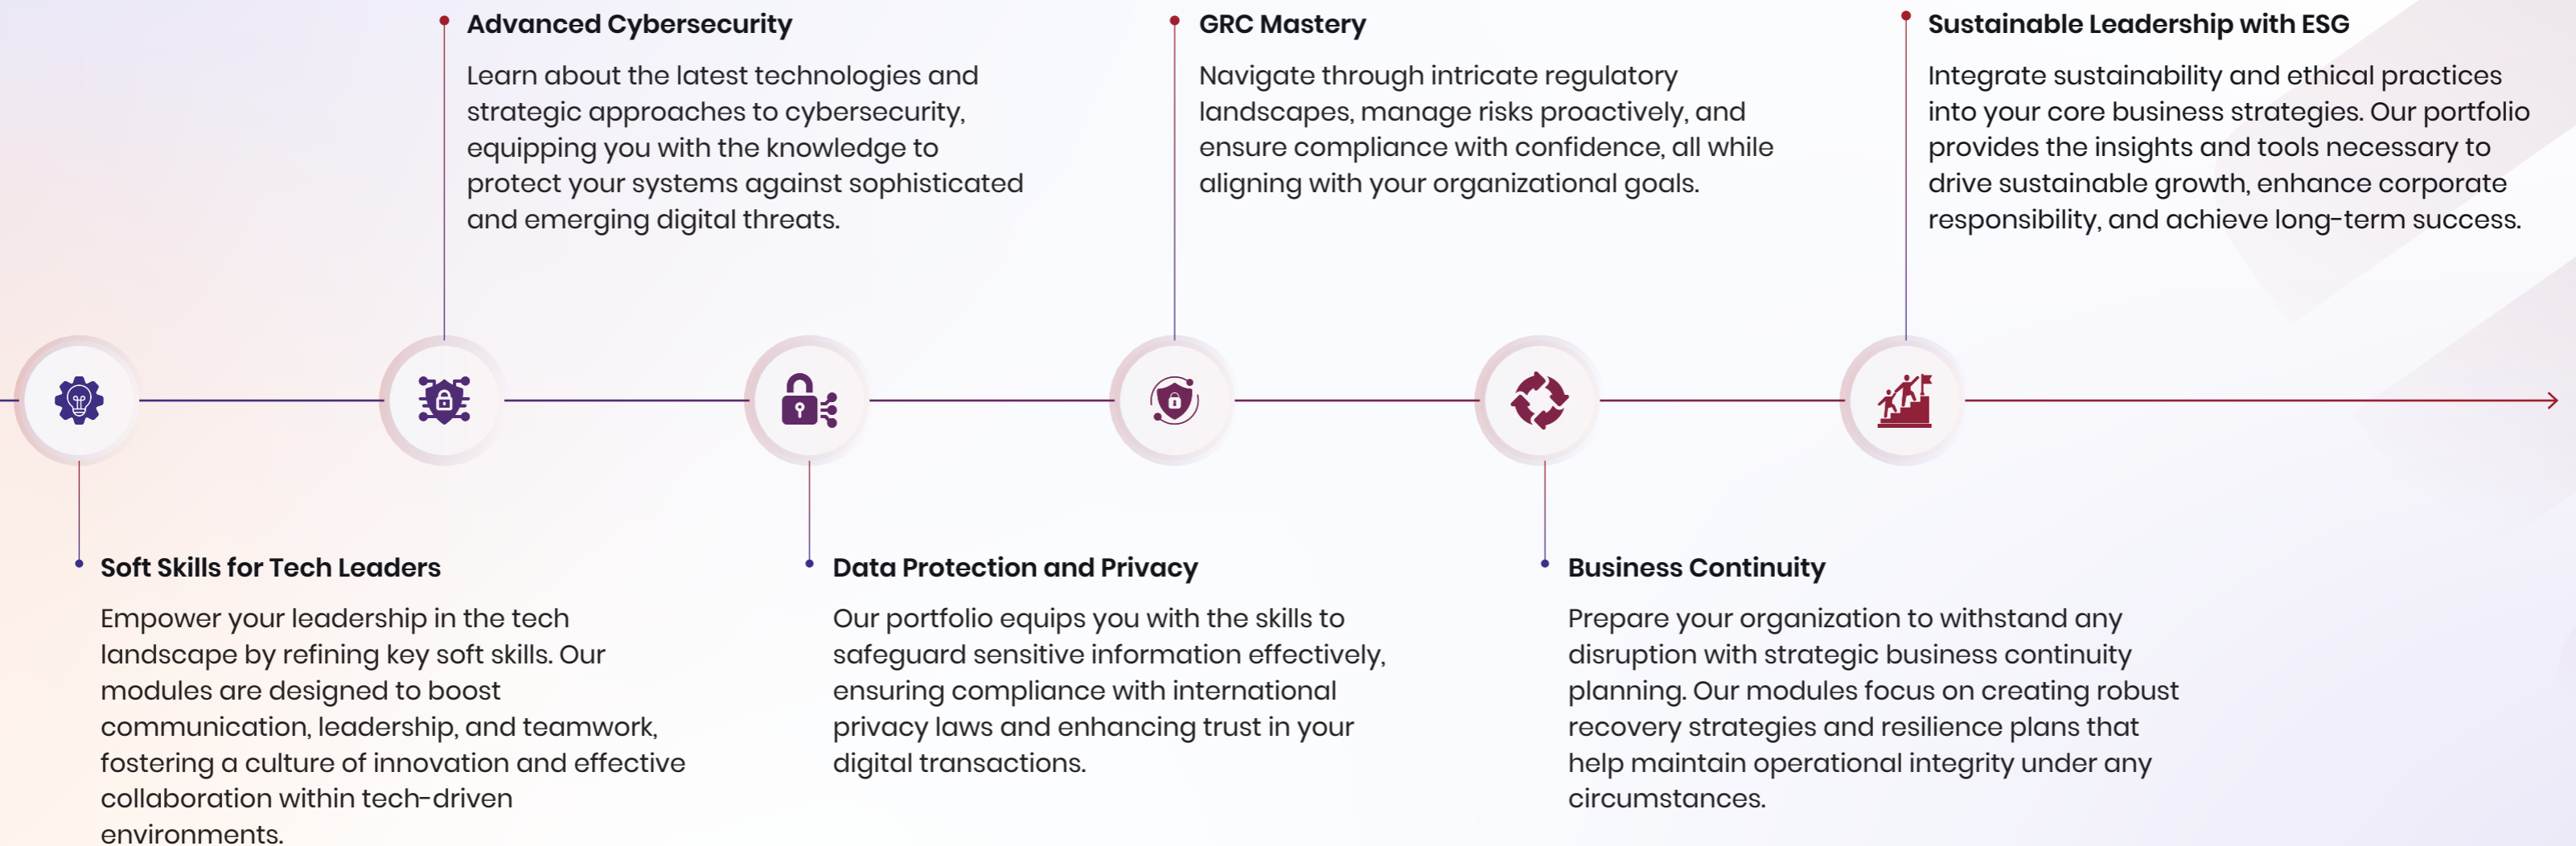 Advanced Cybersecurity
Learn about the latest technologies and
strategic approaches to cybersecurity,
equipping you with the knowledge to
protect your systems against sophisticated
and emerging digital threats.
GRC Mastery
Navigate through intricate regulatory
landscapes, manage risks proactively, and
ensure compliance with confidence, all while
aligning with your organizational goals.
Sustainable Leadership with ESG
Integrate sustainability and ethical practices
into your core business strategies. Our portfolio
provides the insights and tools necessary to
drive sustainable growth, enhance corporate
responsibility, and achieve long-term success.
Soft Skills for Tech Leaders
Empower your leadership in the tech
landscape by refining key soft skills. Our
modules are designed to boost
communication, leadership, and teamwork,
fostering a culture of innovation and effective
collaboration within tech-driven
environments.
Data Protection and Privacy
Our portfolio equips you with the skills to
safeguard sensitive information effectively,
ensuring compliance with international
privacy laws and enhancing trust in your
digital transactions.
Business Continuity
Prepare your organization to withstand any
disruption with strategic business continuity
planning. Our modules focus on creating robust
recovery strategies and resilience plans that
help maintain operational integrity under any
circumstances.